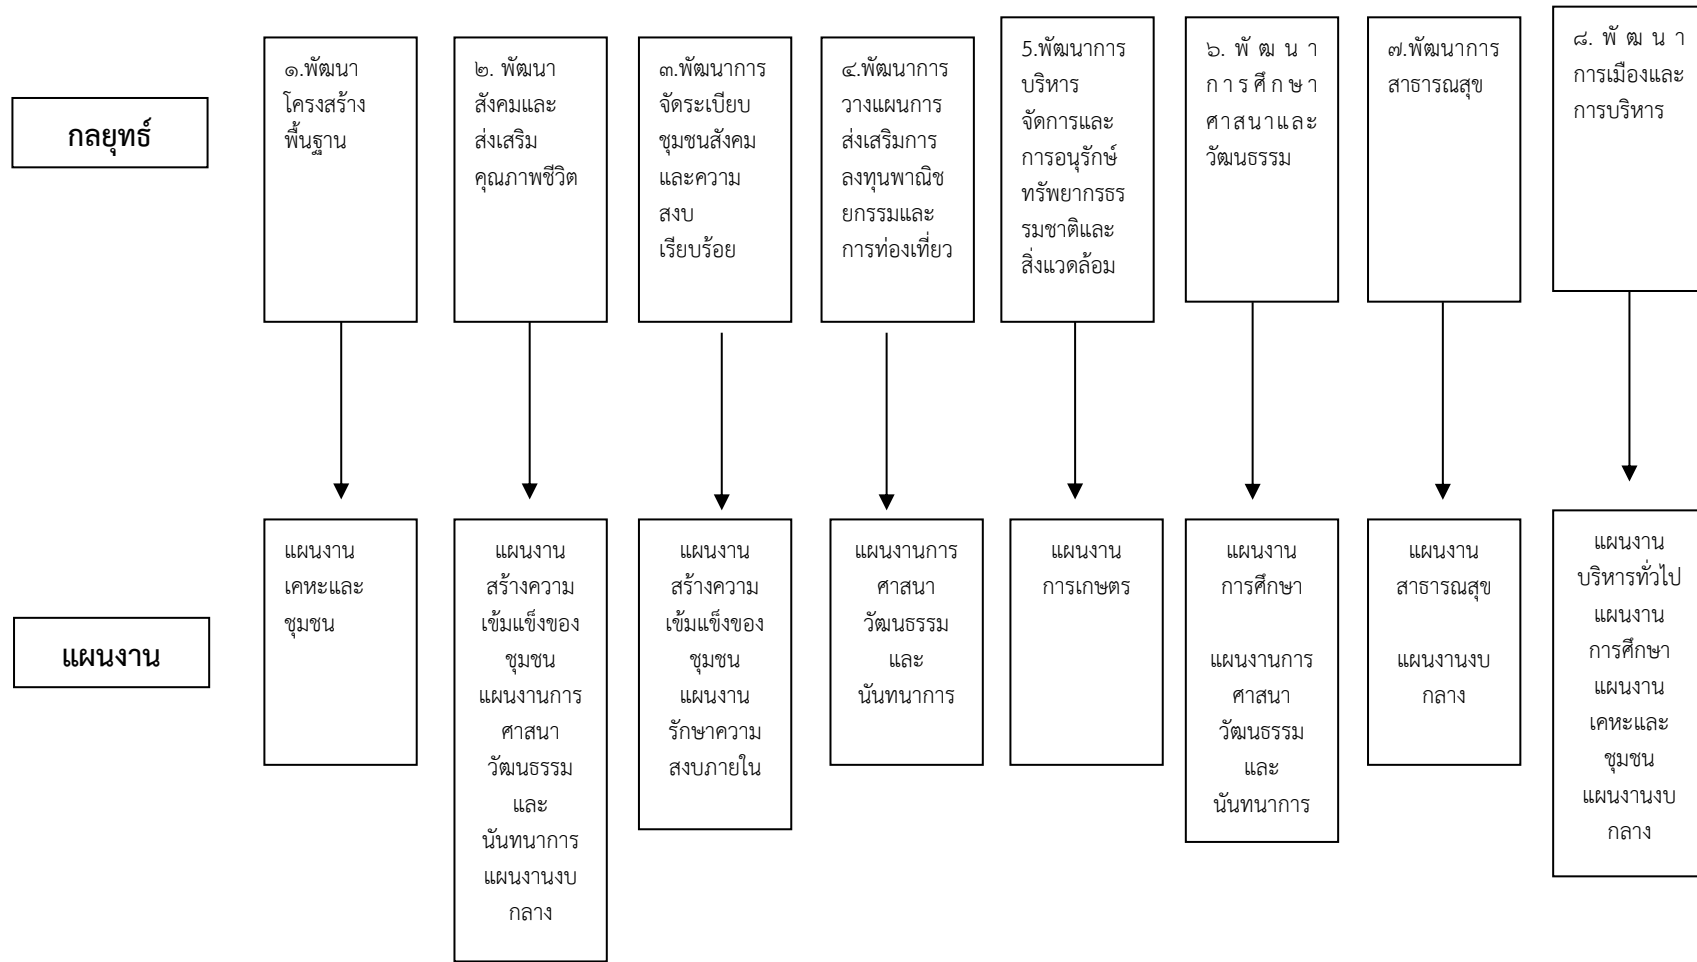 กลยุทธ์
๑.พัฒนา
โครงสร้าง
พื้นฐาน
๒. พัฒนา
สังคมและ
ส่งเสริม
คุณภาพชีวิต
๓.พัฒนาการ
จัดระเบียบ
ชุมชนสังคม
และความ
สงบ
เรียบร้อย
๔.พัฒนาการ
วางแผนการ
ส่งเสริมการ
ลงทุนพาณิช
ยกรรมและ
การท่องเที่ยว
5.พัฒนาการ
บริหาร
จัดการและ
การอนุรักษ์
ทรัพยากรธร
รมชาติและ
สิ่งแวดล้อม
๖. พัฒนา
การศึกษา
ศาสนาและ
วัฒนธรรม
๗.พัฒนาการ
สาธารณสุข
๘. พัฒนา
การเมืองและ
การบริหาร
แผนงาน
แผนงาน
เคหะและ
ชุมชน
แผนงาน
สร้างความ
เข้มแข็งของ
ชุมชน
แผนงานการ
ศาสนา
วัฒนธรรม
และ
นันทนาการ
แผนงานงบ
กลาง
แผนงาน
สร้างความ
เข้มแข็งของ
ชุมชน
แผนงาน
รักษาความ
สงบภายใน
แผนงานการ
ศาสนา
วัฒนธรรม
และ
นันทนาการ
แผนงาน
การเกษตร
แผนงาน
การศึกษา
แผนงานการ
ศาสนา
วัฒนธรรม
และ
นันทนาการ
แผนงาน
สาธารณสุข
แผนงานงบ
กลาง
แผนงาน
บริหารทั่วไป
แผนงาน
การศึกษา
แผนงาน
เคหะและ
ชุมชน
แผนงานงบ
กลาง